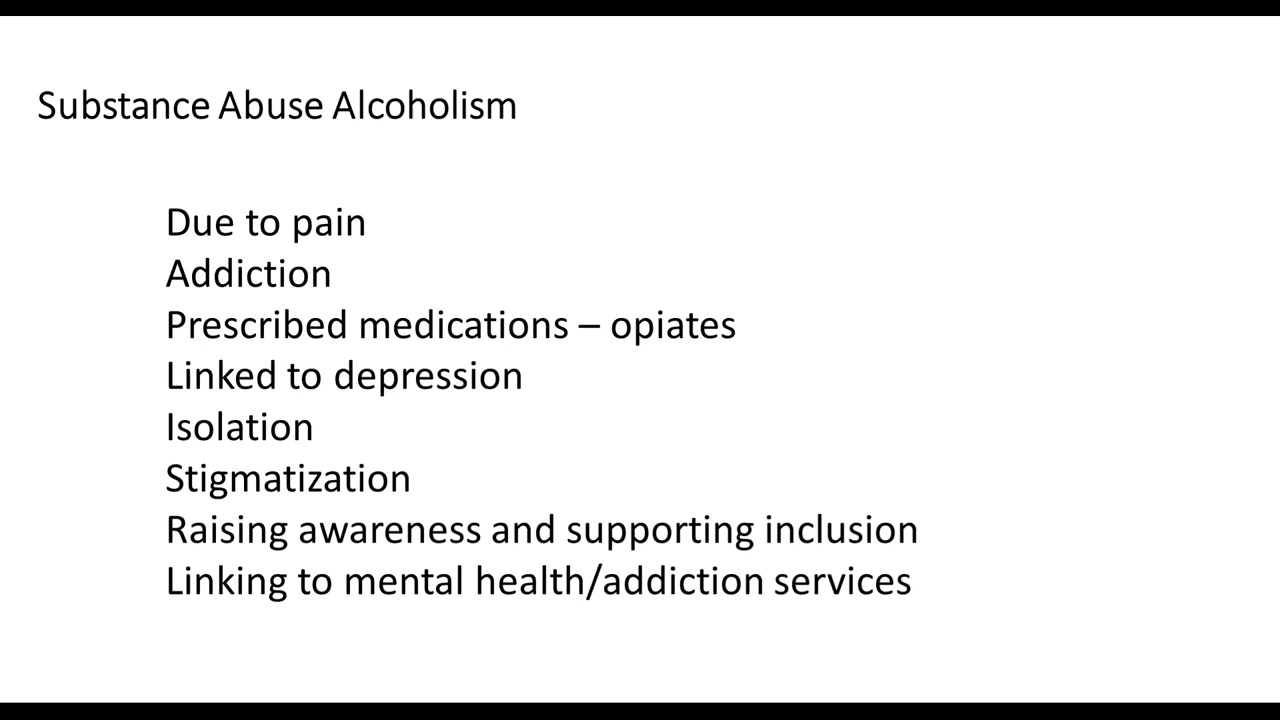 Substance Abuse Alcoholism
Due to pain
Addiction
Prescribed medications – opiates
Linked to depression
Isolation
Stigmatization
Raising awareness and supporting inclusion
Linking to mental health/addiction services